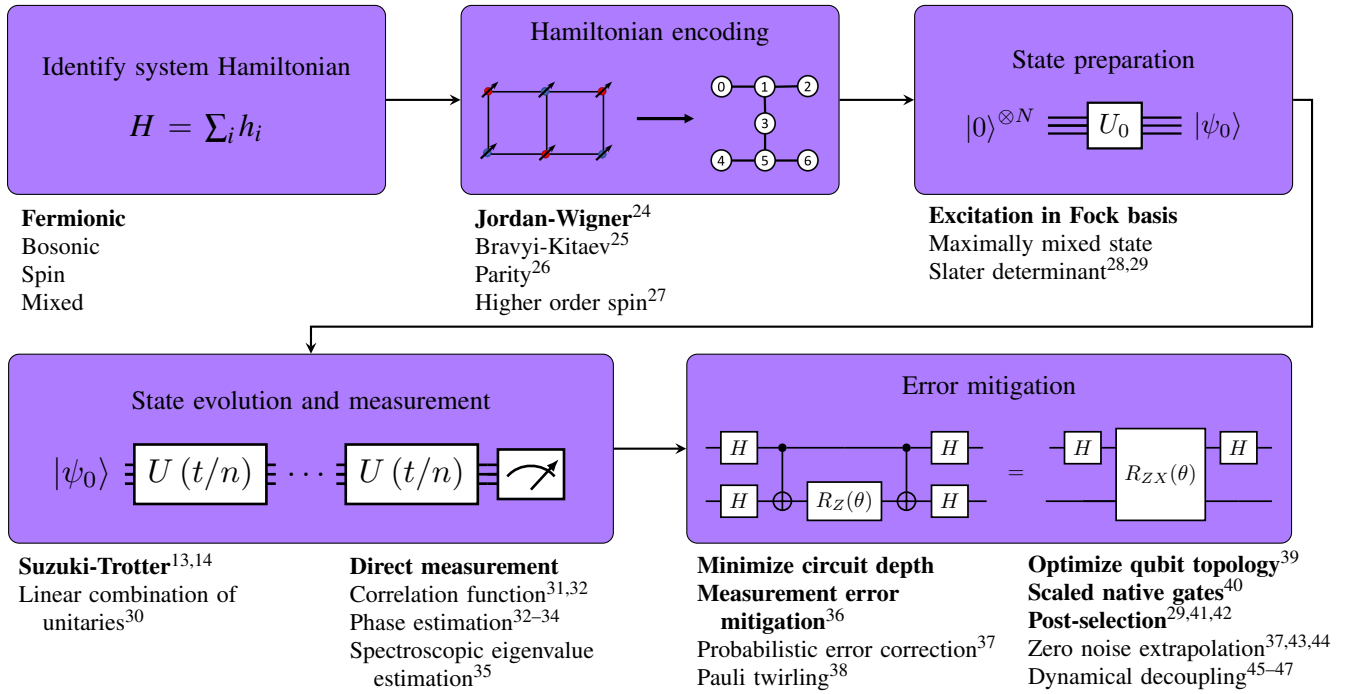 Identify system Hamiltonian
H = ∑ᵢ hᵢ
Fermionic
Bosonic
Spin
Mixed
Hamiltonian encoding
0 1 2
3
4 5 6
Jordan-Wigner²⁴
Bravyi-Kitaev²⁵
Parity²⁶
Higher order spin²⁷
State preparation
|0⟩^⊗N U₀ |ψ₀⟩
Excitation in Fock basis
Maximally mixed state
Slater determinant²⁸,²⁹
State evolution and measurement
|ψ₀⟩ U (t/n) ⋯ U (t/n)
Suzuki-Trotter¹³,¹⁴
Linear combination of
unitaries³⁰
Direct measurement
Correlation function³¹,³²
Phase estimation³²–³⁴
Spectroscopic eigenvalue
estimation³⁵
Error mitigation
H H H H
=
R_ZX(θ)
H R_Z(θ) H
Minimize circuit depth
Measurement error
mitigation³⁶
Probabilistic error correction³⁷
Pauli twirling³⁸
Optimize qubit topology³⁹
Scaled native gates⁴⁰
Post-selection²⁹,⁴¹,⁴²
Zero noise extrapolation³⁷,⁴³,⁴⁴
Dynamical decoupling⁴⁵–⁴⁷